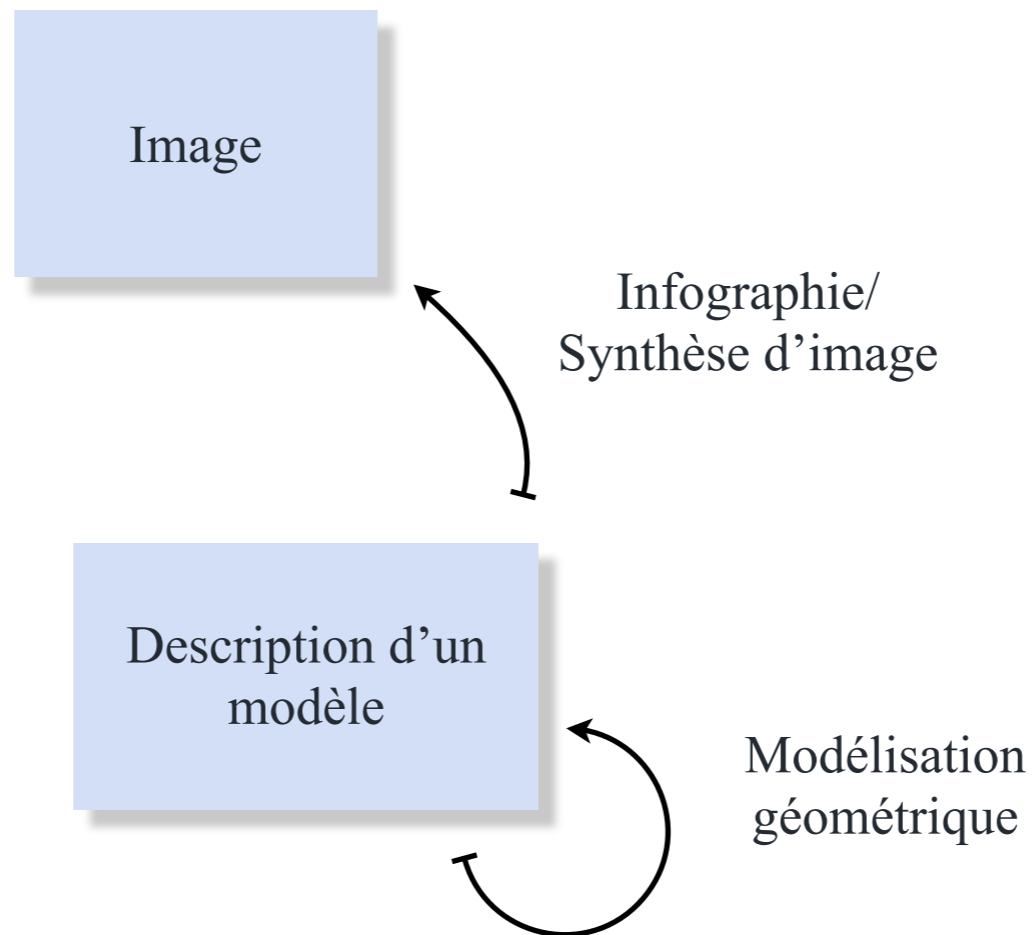 Image
Infographie/
Synthèse d’image
Description d’un
modèle
Modélisation
géométrique